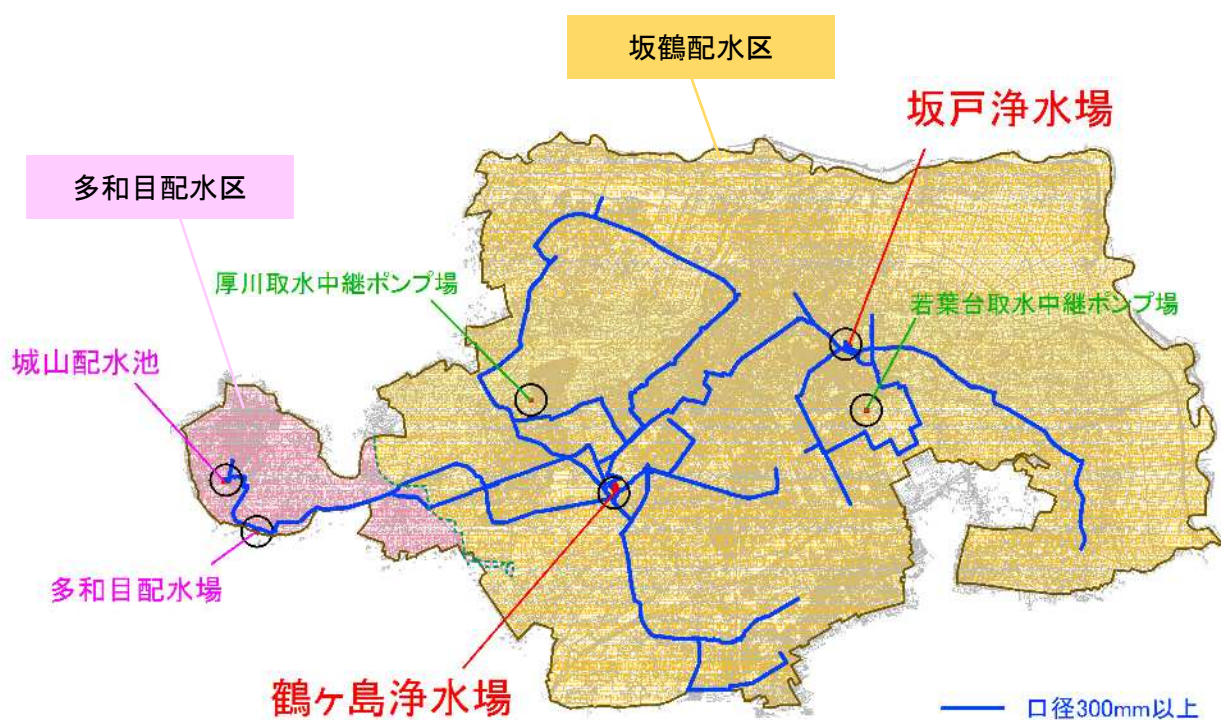 坂鶴配水区
坂戸浄水場
多和目配水区
厚川取水中継ポンプ場
若葉台取水中継ポンプ場
城山配水池
多和目配水場
鶴ヶ島浄水場
口径300mm以上